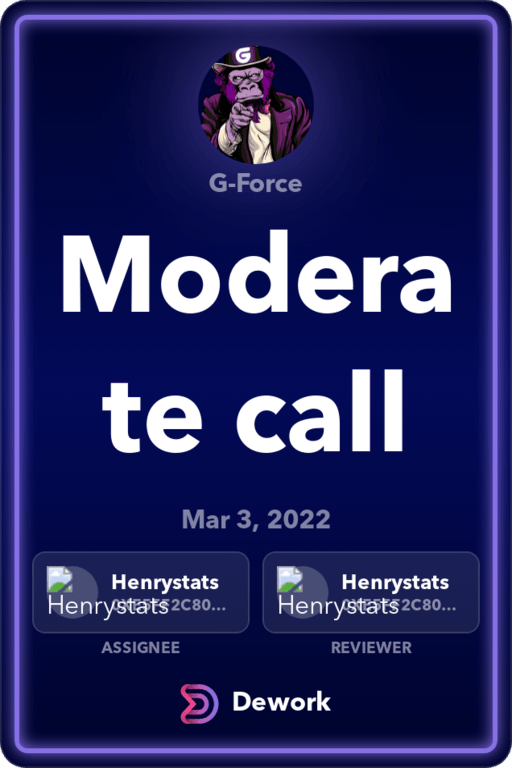 G
G-Force
Modera
te call
Mar 3, 2022
Henrystats
Henrystats
Henrystats
Henrystats
ASSIGNEE
REVIEWER
Dework